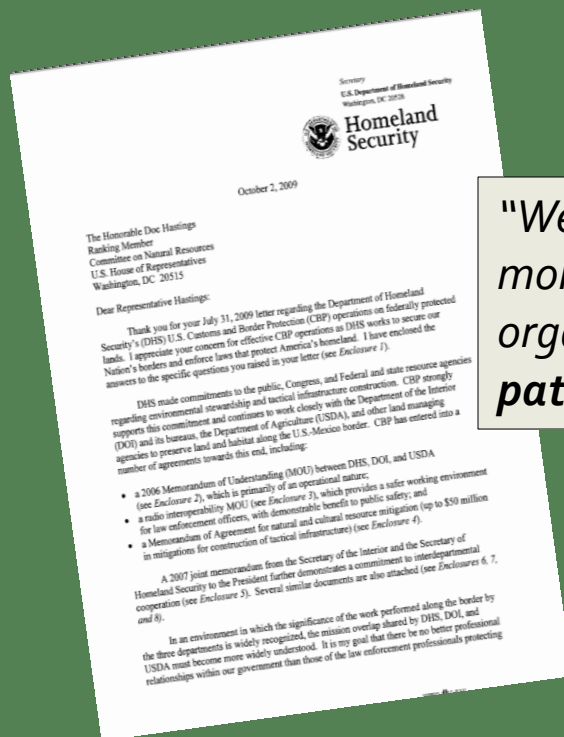 Secretary
U.S. Department of Homeland Security
Washington, DC 20528
Homeland
Security
October 2, 2009
The Honorable Doc Hastings
Ranking Member
Committee on Natural Resources
U.S. House of Representatives
Washington, DC 20515
Dear Representative Hastings:
Thank you for your July 31, 2009 letter regarding the Department of Homeland
Security's (DHS) U.S. Customs and Border Protection (CBP) operations on federally protected
lands. I appreciate your concern for effective CBP operations as DHS works to secure our
Nation's borders and enforce laws that protect America's homeland. I have enclosed the
answers to the specific questions you raised in your letter (see Enclosure 1).
DHS made commitments to the public, Congress, and Federal and state resource agencies
regarding environmental stewardship and tactical infrastructure construction. CBP strongly
supports this commitment and continues to work closely with the Department of the Interior
(DOI) and its bureaus, the Department of Agriculture (USDA), and other land managing
agencies to preserve land and habitat along the U.S.-Mexico border. CBP has entered into a
number of agreements towards this end, including:
• a 2006 Memorandum of Understanding (MOU) between DHS, DOI, and USDA
(see Enclosure 2), which is primarily of an operational nature;
• a radio interoperability MOU (see Enclosure 3), which provides a safer working environment
for law enforcement officers, with demonstrable benefit to public safety; and
• a Memorandum of Agreement for natural and cultural resource mitigation (up to $50 million
in mitigations for construction of tactical infrastructure) (see Enclosure 4).
A 2007 joint memorandum from the Secretary of the Interior and the Secretary of
Homeland Security to the President further demonstrates a commitment to interdepartmental
cooperation (see Enclosure 5). Several similar documents are also attached (see Enclosures 6, 7,
and 8).
In an environment in which the significance of the work performed along the border by
the three departments is widely recognized, the mission overlap shared by DHS, DOI, and
USDA must become more widely understood. It is my goal that there be no better professional
relationships within our government than those of the law enforcement professionals protecting
"We
mor
orga
pat